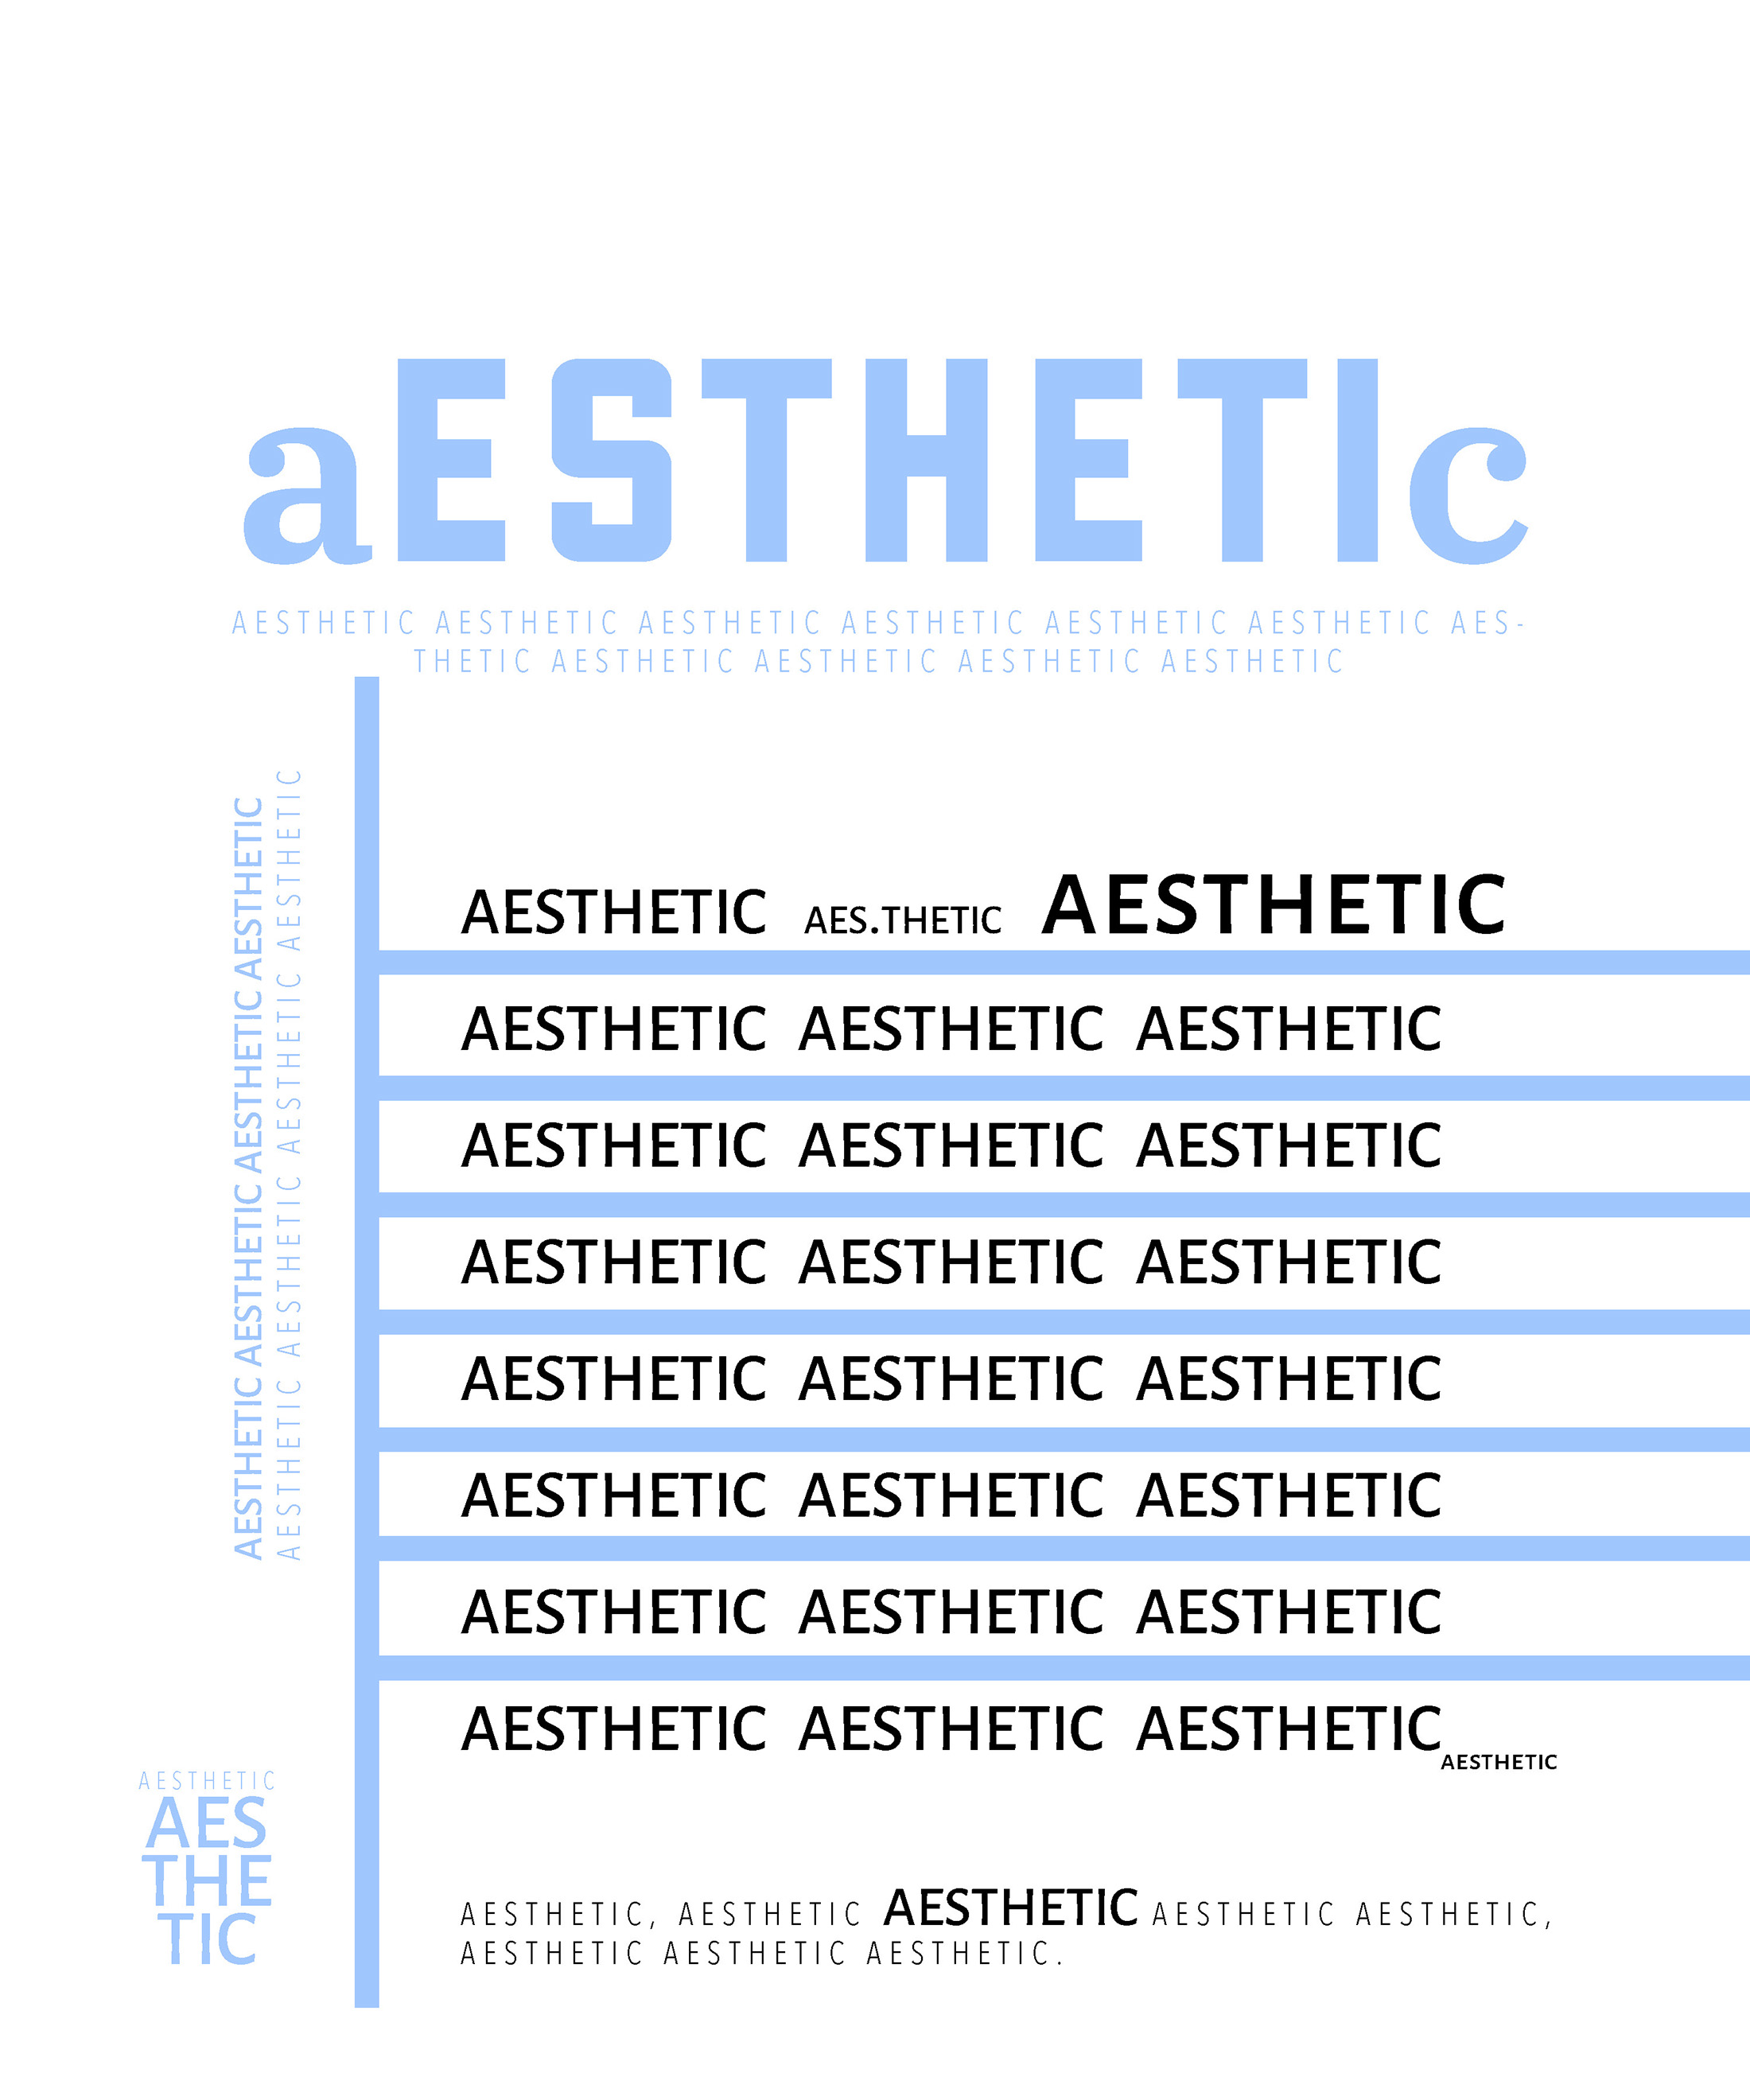 aESTHETIc
AESTHETIC AESTHETIC AESTHETIC AESTHETIC AESTHETIC AESTHETIC AES-
THETIC AESTHETIC AESTHETIC AESTHETIC AESTHETIC
AESTHETIC AESTHETIC AESTHETIC AESTHETIC
AESTHETIC AESTHETIC AESTHETIC AESTHETIC
AESTHETIC AES.THETIC AESTHETIC
AESTHETIC AESTHETIC AESTHETIC
AESTHETIC AESTHETIC AESTHETIC
AESTHETIC AESTHETIC AESTHETIC
AESTHETIC AESTHETIC AESTHETIC
AESTHETIC AESTHETIC AESTHETIC
AESTHETIC AESTHETIC AESTHETIC
AESTHETIC AESTHETIC AESTHETIC
AESTHETIC
AESTHETIC
AES
THE
TIC
AESTHETIC, AESTHETIC AESTHETIC AESTHETIC AESTHETIC,
AESTHETIC AESTHETIC AESTHETIC.